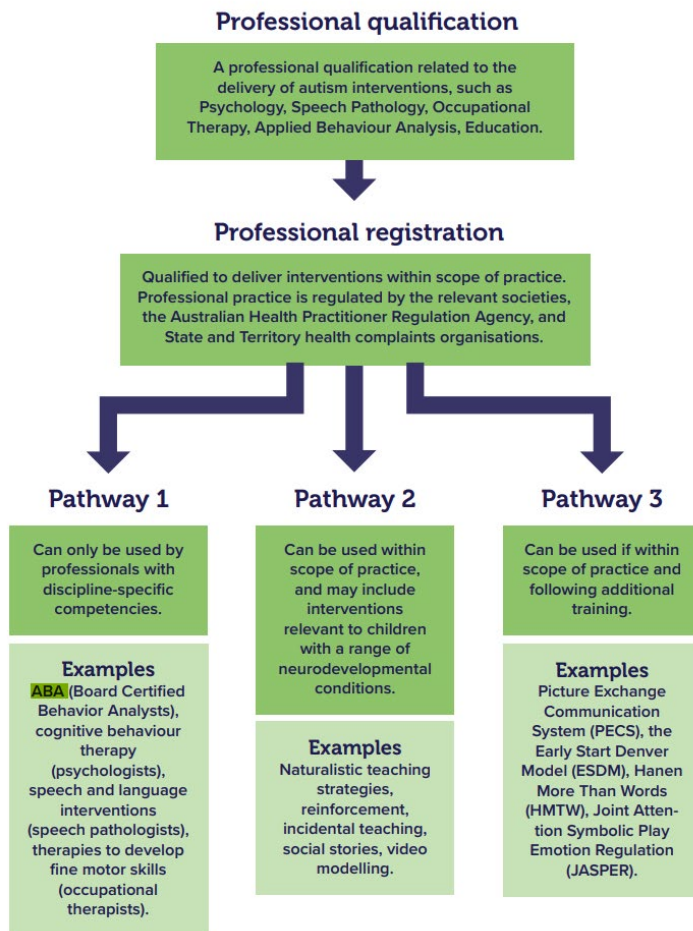 Professional qualification
A professional qualification related to the
delivery of autism interventions, such as
Psychology, Speech Pathology, Occupational
Therapy, Applied Behaviour Analysis, Education.
Professional registration
Qualified to deliver interventions within scope of practice.
Professional practice is regulated by the relevant societies,
the Australian Health Practitioner Regulation Agency, and
State and Territory health complaints organisations.
Pathway 1
Can only be used by
professionals with
discipline-specific
competencies.
Examples
ABA (Board Certified
Behavior Analysts),
cognitive behaviour
therapy
(psychologists),
speech and language
interventions
(speech pathologists),
therapies to develop
fine motor skills
(occupational
therapists).
Pathway 2
Can be used within
scope of practice,
and may include
interventions
relevant to children
with a range of
neurodevelopmental
conditions.
Examples
Naturalistic teaching
strategies,
reinforcement,
incidental teaching,
social stories, video
modelling.
Pathway 3
Can be used if within
scope of practice and
following additional
training.
Examples
Picture Exchange
Communication
System (PECS), the
Early Start Denver
Model (ESDM), Hanen
More Than Words
(HMTW), Joint Atten-
tion Symbolic Play
Emotion Regulation
(JASPER).